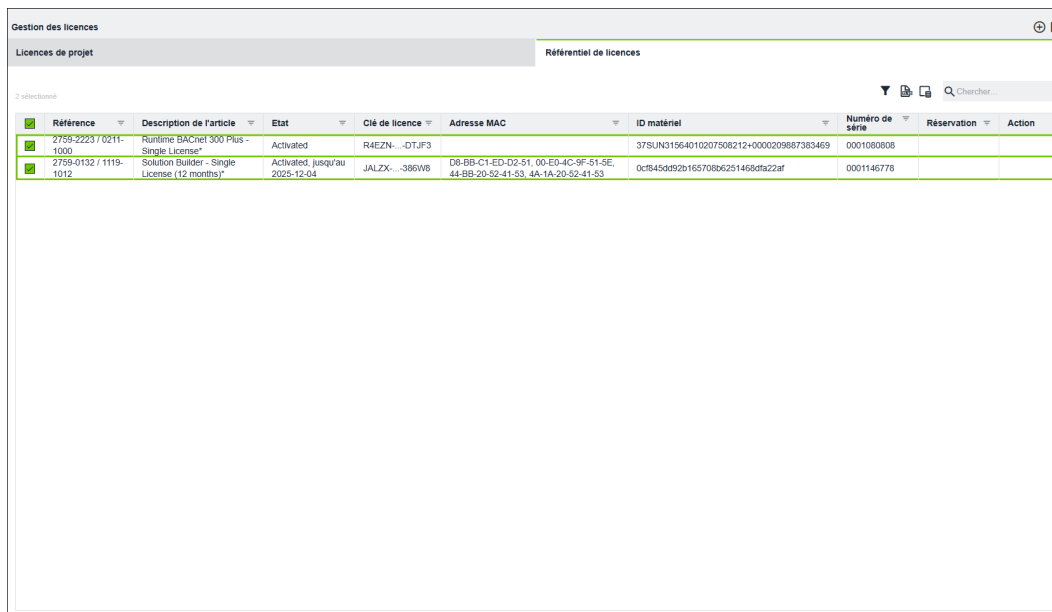 Gestion des licences
Licences de projet
Référentiel de licences
2 sélectionné
Chercher...
Référence
Description de l'article
Etat
Clé de licence
Adresse MAC
ID matériel
Numéro de série
Réservation
Action
2759-2223 / 0211-
1000
Runtime BACnet 300 Plus -
Single License*
Activated
R4EZN-...-DTJF3
37SUN31564010207508212+0000209887383469
0001080808
2759-0132 / 1119-
1012
Solution Builder - Single
License (12 months)*
Activated, jusqu'au
2025-12-04
JALZX-...-386W8
D8-BB-C1-ED-D2-51, 00-E0-4C-9F-51-5E,
44-BB-20-52-41-53, 4A-1A-20-52-41-53
0cf845dd92b165708b6251468dfa22af
0001146778